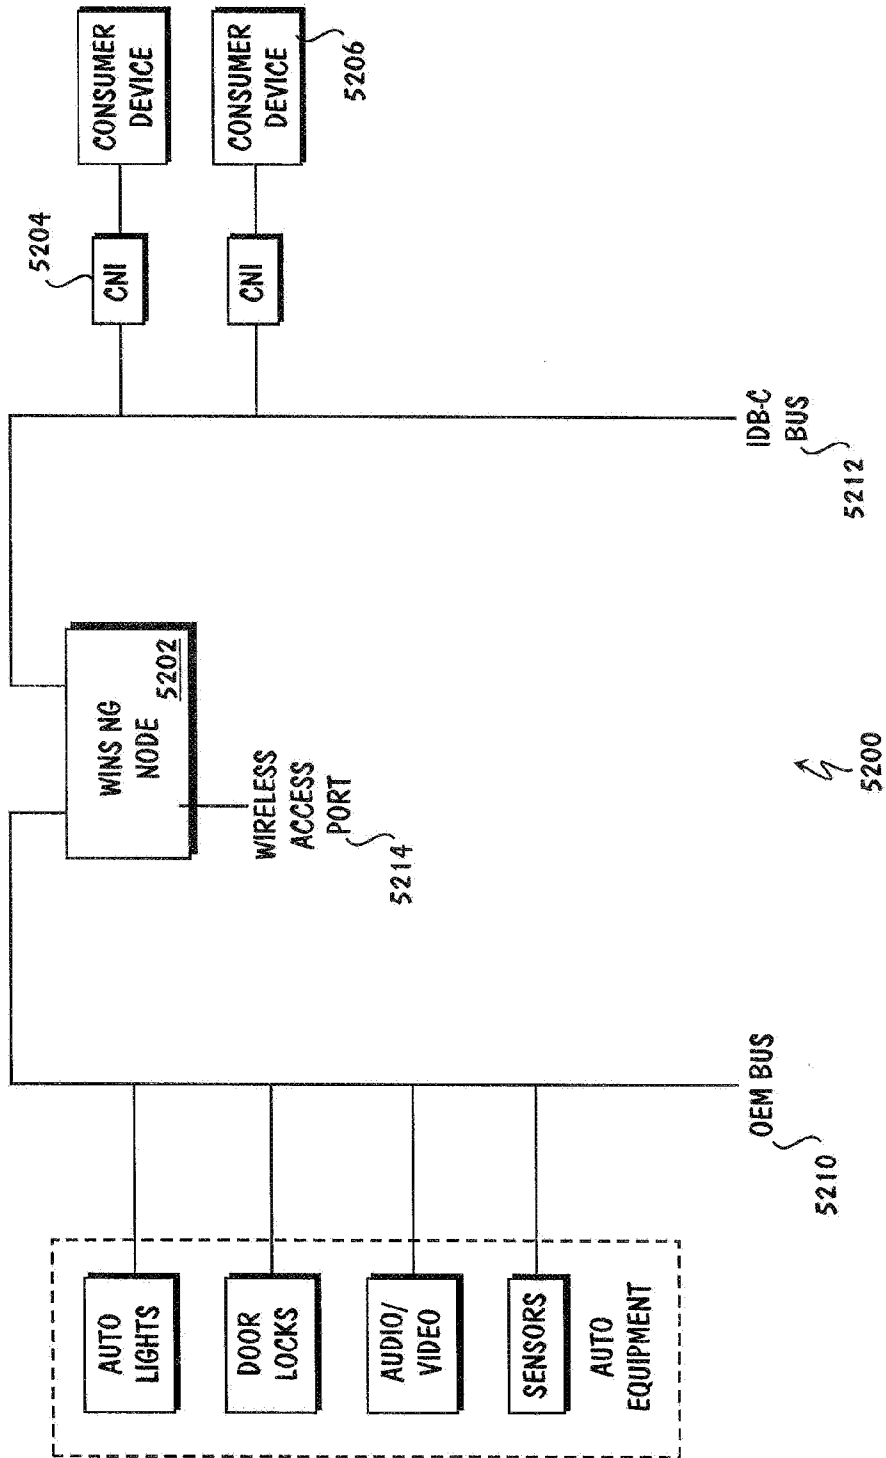 AUTO
LIGHTS
DOOR
LOCKS
AUDIO/
VIDEO
SENSORS
AUTO
EQUIPMENT
OEM BUS
5210
WINS NG
NODE
5202
WIRELESS
ACCESS
PORT
5214
5200
IDB-C
BUS
5212
5204
CNI
CNI
CONSUMER
DEVICE
CONSUMER
DEVICE
5206